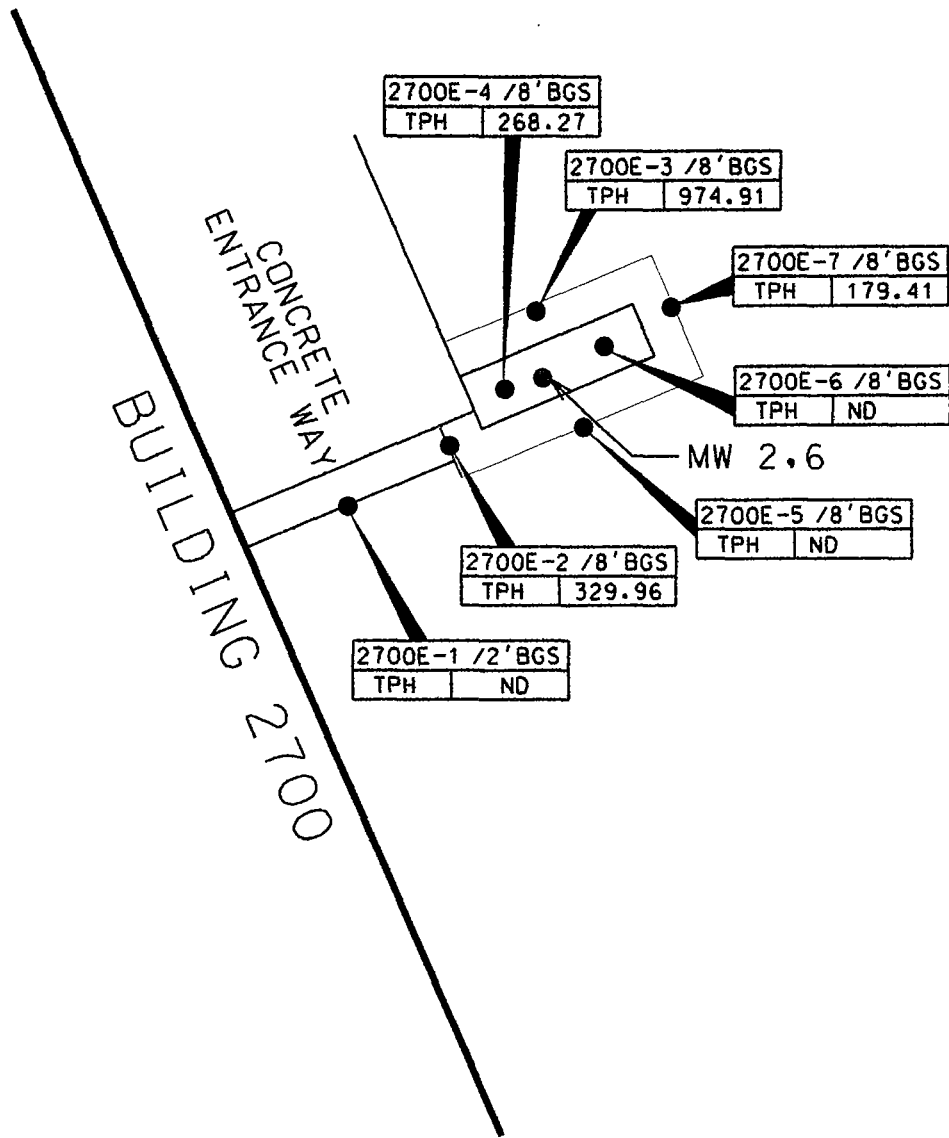 2700E-4 /8'BGS
TPH 268.27
2700E-3 /8'BGS
TPH 974.91
2700E-7 /8'BGS
TPH 179.41
CONCRETE
ENTRANCE WAY
2700E-6 /8'BGS
TPH ND
MW 2.6
BUILDING 2700
2700E-5 /8'BGS
TPH ND
2700E-2 /8'BGS
TPH 329.96
2700E-1 /2'BGS
TPH ND